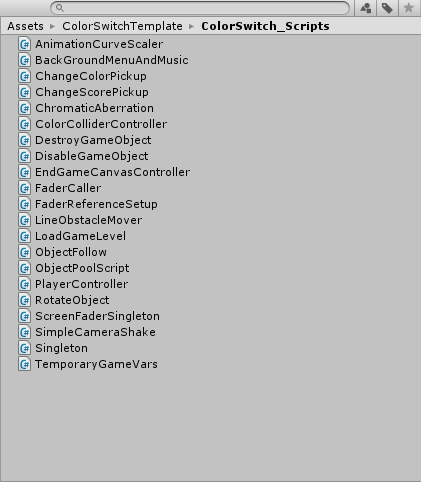 Assets ▸ ColorSwitchTemplate ▸ ColorSwitch_Scripts
AnimationCurveScaler
BackGroundMenuAndMusic
ChangeColorPickup
ChangeScorePickup
ChromaticAberration
ColorColliderController
DestroyGameObject
DisableGameObject
EndGameCanvasController
FaderCaller
FaderReferenceSetup
LineObstacleMover
LoadGameLevel
ObjectFollow
ObjectPoolScript
PlayerController
RotateObject
ScreenFaderSingleton
SimpleCameraShake
Singleton
TemporaryGameVars